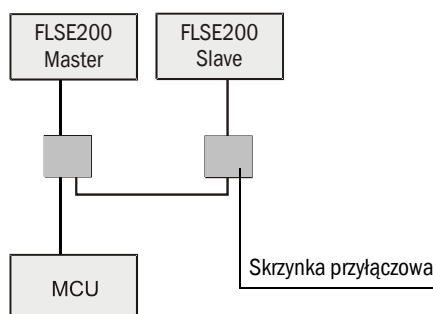 FLSE200
Master
FLSE200
Slave
Skrzynka przyłączowa
MCU